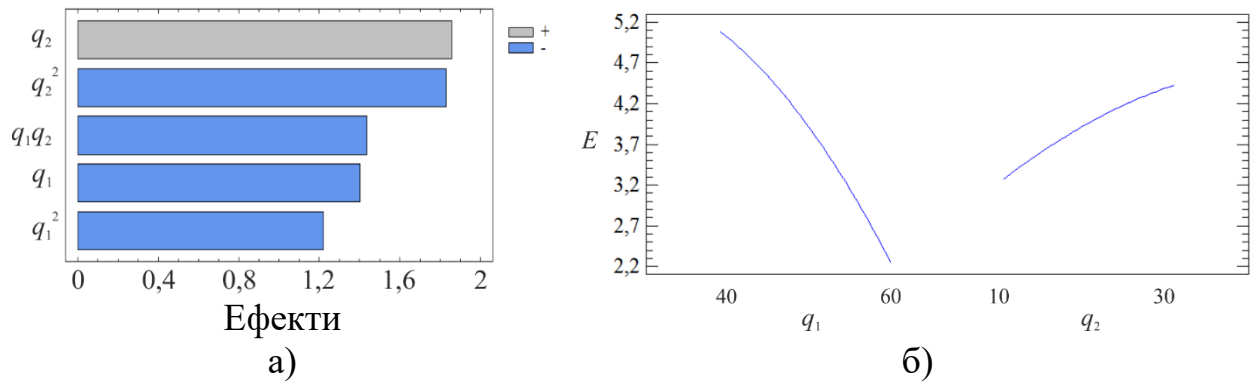 q₂
q₂²
q₁q₂
q₁
q₁²
+
-
0 0,4 0,8 1,2 1,6 2
Ефекти
а)
5,2
4,7
4,2
E
3,7
3,2
2,7
2,2
40 60 10 30
q₁ q₂
б)